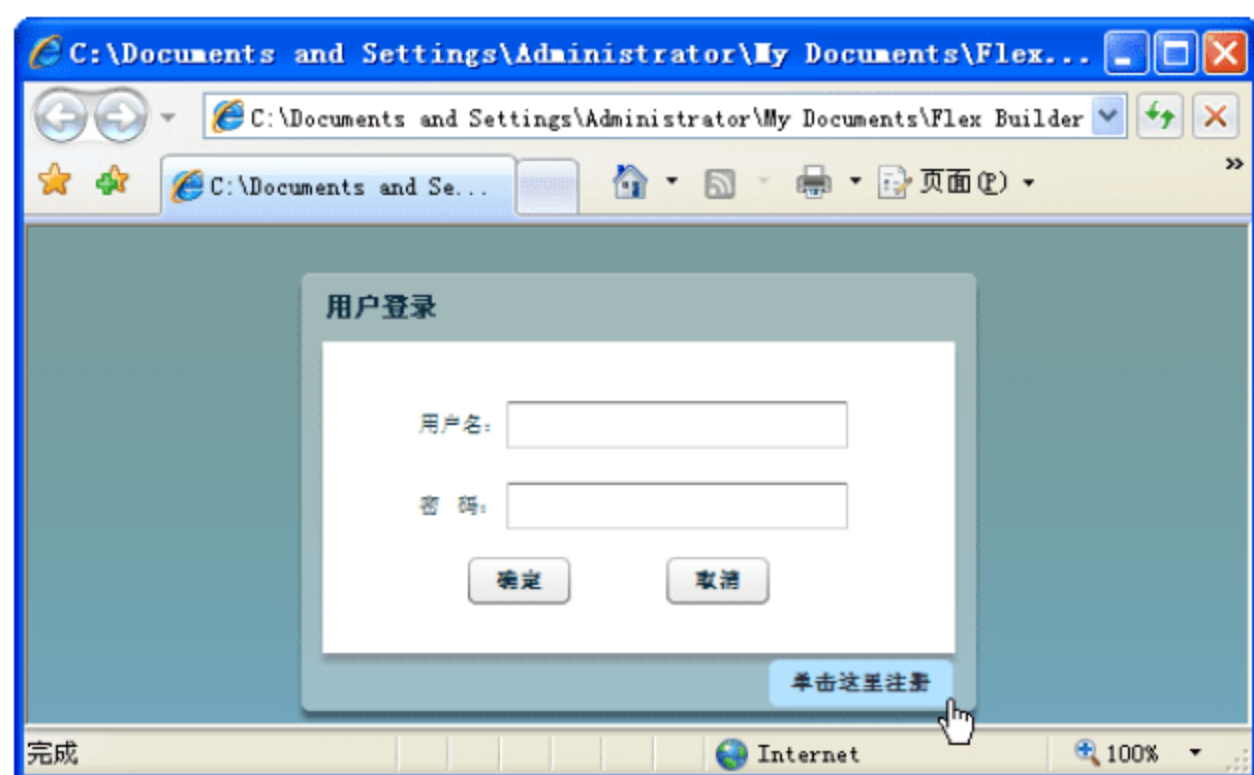 C:\Documents and Settings\Administrator\My Documents\Flex...
C:\Documents and Settings\Administrator\My Documents\Flex Builder
C:\Documents and Se...
页面(P)
用户登录
用户名:
密 码:
确定
取消
单击这里注册
完成
Internet
100%